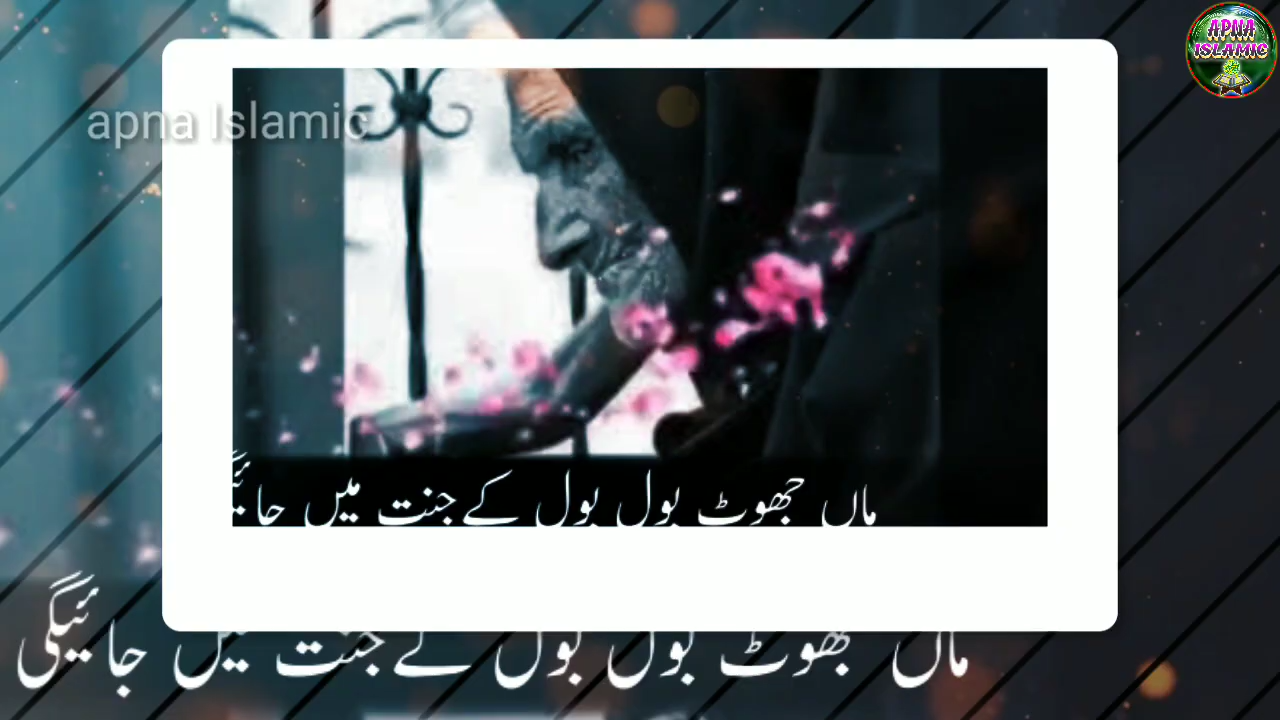 APNA
ISLAMIC
apna Islamic
ماں جھوٹ بول بول کے جنت میں جائیگی
ماں جھوٹ بول بول کے جنت میں جائیگی